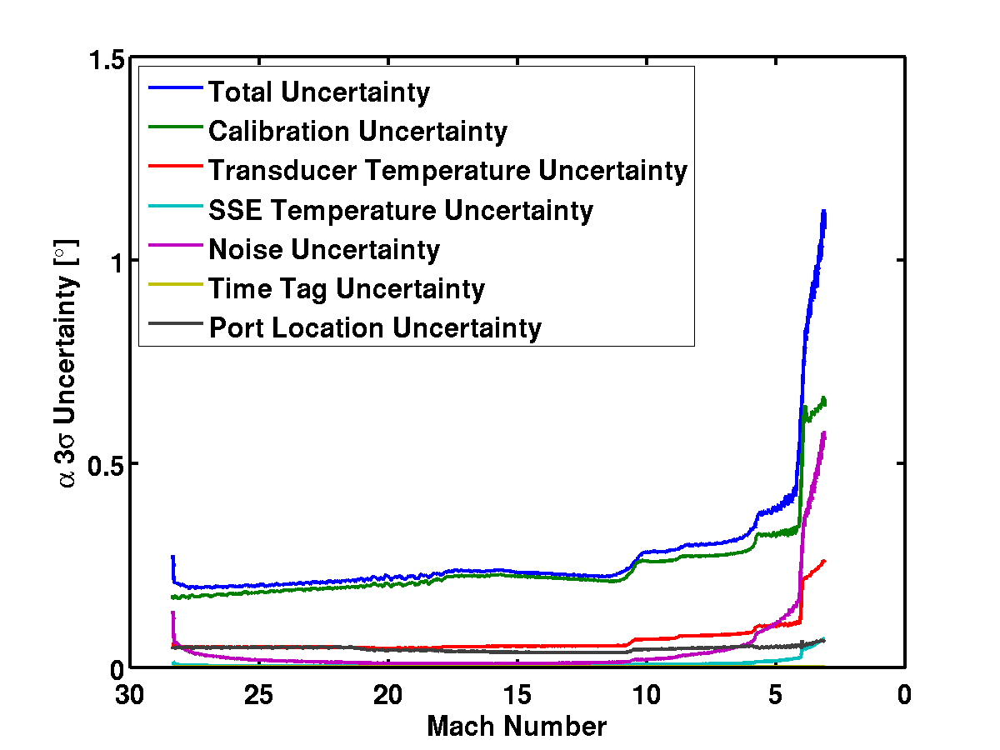 1.5
1
0.5
0
α 3σ Uncertainty [°]
Total Uncertainty
Calibration Uncertainty
Transducer Temperature Uncertainty
SSE Temperature Uncertainty
Noise Uncertainty
Time Tag Uncertainty
Port Location Uncertainty
30 25 20 15 10 5 0
Mach Number